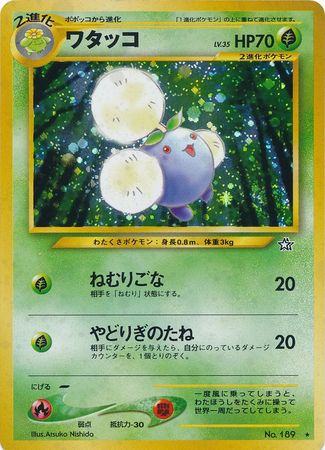 2進化
ポポッコから進化
「2進化ポケモン」の上に重ねて進化させます。
ワタッコ
LV.35 HP70
2進化ポケモン
わたくさポケモン:身長0.8m、体重3kg
ねむりごな 20
相手を「ねむり」状態にする。
やどりぎのたね 20
相手にダメージを与えたら、自分にのっているダメージ
カウンターを、1個とりのぞく。
にげる
弱点 抵抗力-30
一度風に乗ってしまうと、
わたほうしをたくみに操って
世界一周だってしてしまう。
Illus.Atsuko Nishida
No. 189 ★